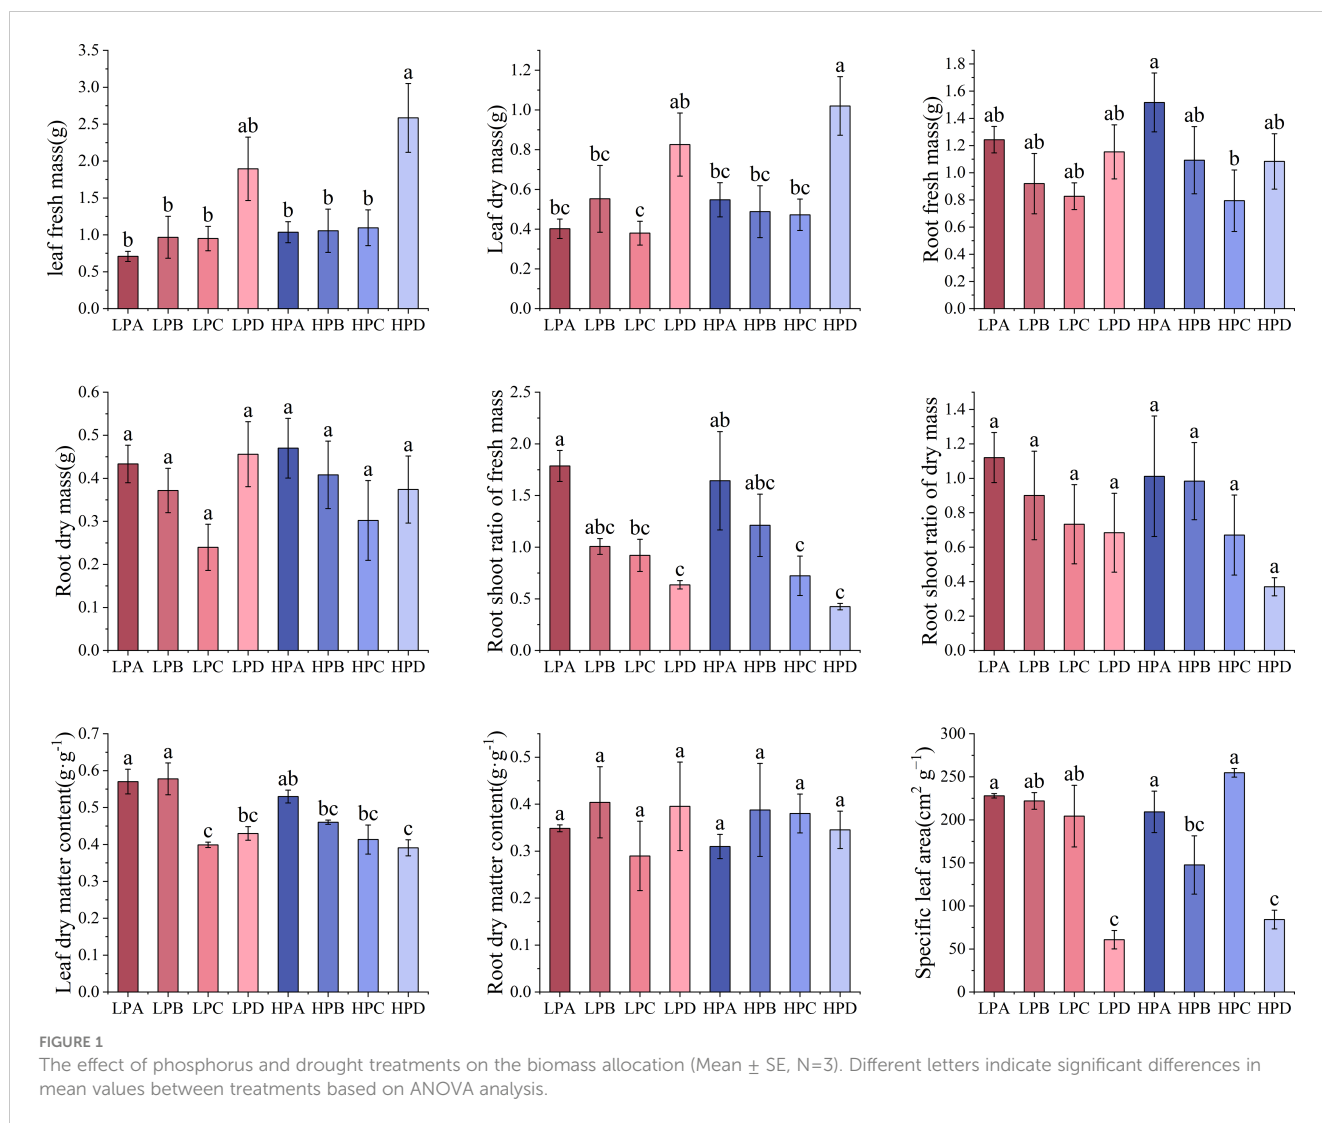 leaf fresh mass(g)
3.5
3.0
2.5
2.0
1.5
1.0
0.5
0.0
b b b ab b b b a
LPA LPB LPC LPD HPA HPB HPC HPD
Leaf dry mass(g)
1.2
1.0
0.8
0.6
0.4
0.2
0.0
bc bc c ab bc bc bc a
LPA LPB LPC LPD HPA HPB HPC HPD
Root fresh mass(g)
1.8
1.6
1.4
1.2
1.0
0.8
0.6
0.4
0.2
0.0
ab ab ab ab a ab b ab
LPA LPB LPC LPD HPA HPB HPC HPD
Root dry mass(g)
0.6
0.5
0.4
0.3
0.2
0.1
0.0
a a a a a a a a
LPA LPB LPC LPD HPA HPB HPC HPD
Root shoot ratio of fresh mass
2.5
2.0
1.5
1.0
0.5
0.0
a abc bc c ab abc c c
LPA LPB LPC LPD HPA HPB HPC HPD
Root shoot ratio of dry mass
1.4
1.2
1.0
0.8
0.6
0.4
0.2
0.0
a a a a a a a a
LPA LPB LPC LPD HPA HPB HPC HPD
Leaf dry matter content(g·g⁻¹)
0.7
0.6
0.5
0.4
0.3
0.2
0.1
0.0
a a c bc ab bc bc c
LPA LPB LPC LPD HPA HPB HPC HPD
Root dry matter content(g·g⁻¹)
0.5
0.4
0.3
0.2
0.1
0.0
a a a a a a a a
LPA LPB LPC LPD HPA HPB HPC HPD
Specific leaf area(cm² g⁻¹)
300
250
200
150
100
50
0
a ab ab c a bc a c
LPA LPB LPC LPD HPA HPB HPC HPD
FIGURE 1
The effect of phosphorus and drought treatments on the biomass allocation (Mean ± SE, N=3). Different letters indicate significant differences in
mean values between treatments based on ANOVA analysis.